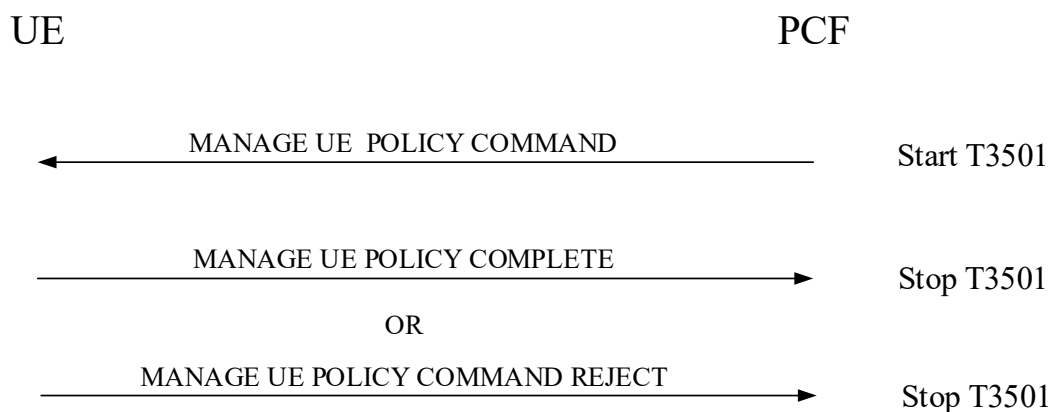 UE PCF
MANAGE UE POLICY COMMAND Start T3501
MANAGE UE POLICY COMPLETE Stop T3501
OR
MANAGE UE POLICY COMMAND REJECT Stop T3501